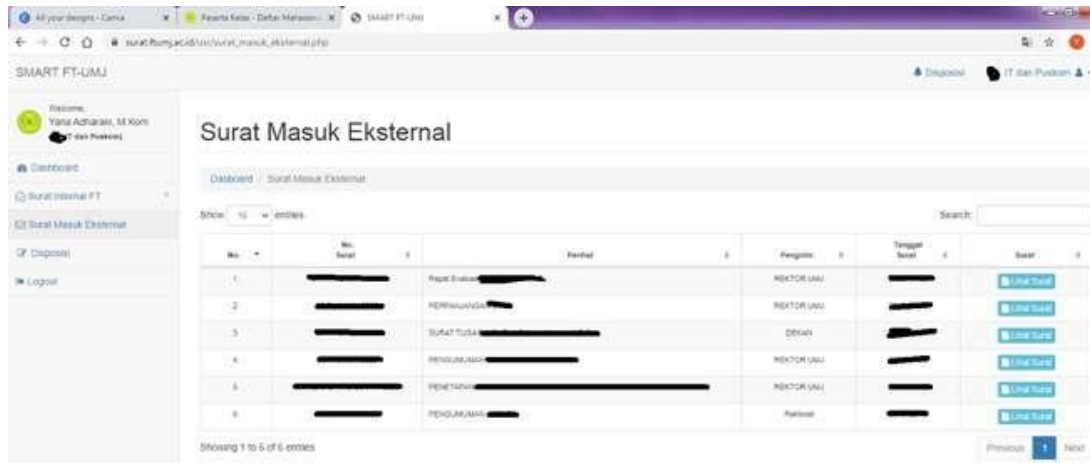 All your designs - Canva
Peserta Kelas - Daftar Mahasis
SMART FT-UMJ
surat.ftumj.ac.id/usr/surat_masuk_eksternal.php
SMART FT-UMJ
Disposisi
IT dan Puskom
Welcome,
Yana Adharani, M.Kom
IT dan Puskom
Surat Masuk Eksternal
Dashboard
Dasboard / Surat Masuk Eksternal
Surat Internal FT
Surat Masuk Eksternal
Show 10 entries
Search:
Disposisi
No. No. Surat Perihal Pengirim Tanggal Surat Surat
Logout
1 Rapat Evaluasi REKTOR UMJ Lihat Surat
2 REKTOR UMJ Lihat Surat
3 SURAT TUGAS DEKAN Lihat Surat
4 PENGUMUMAN REKTOR UMJ Lihat Surat
5 PENETAPAN REKTOR UMJ Lihat Surat
6 PENGUMUMAN Rektorat Lihat Surat
Showing 1 to 6 of 6 entries
Previous 1 Next